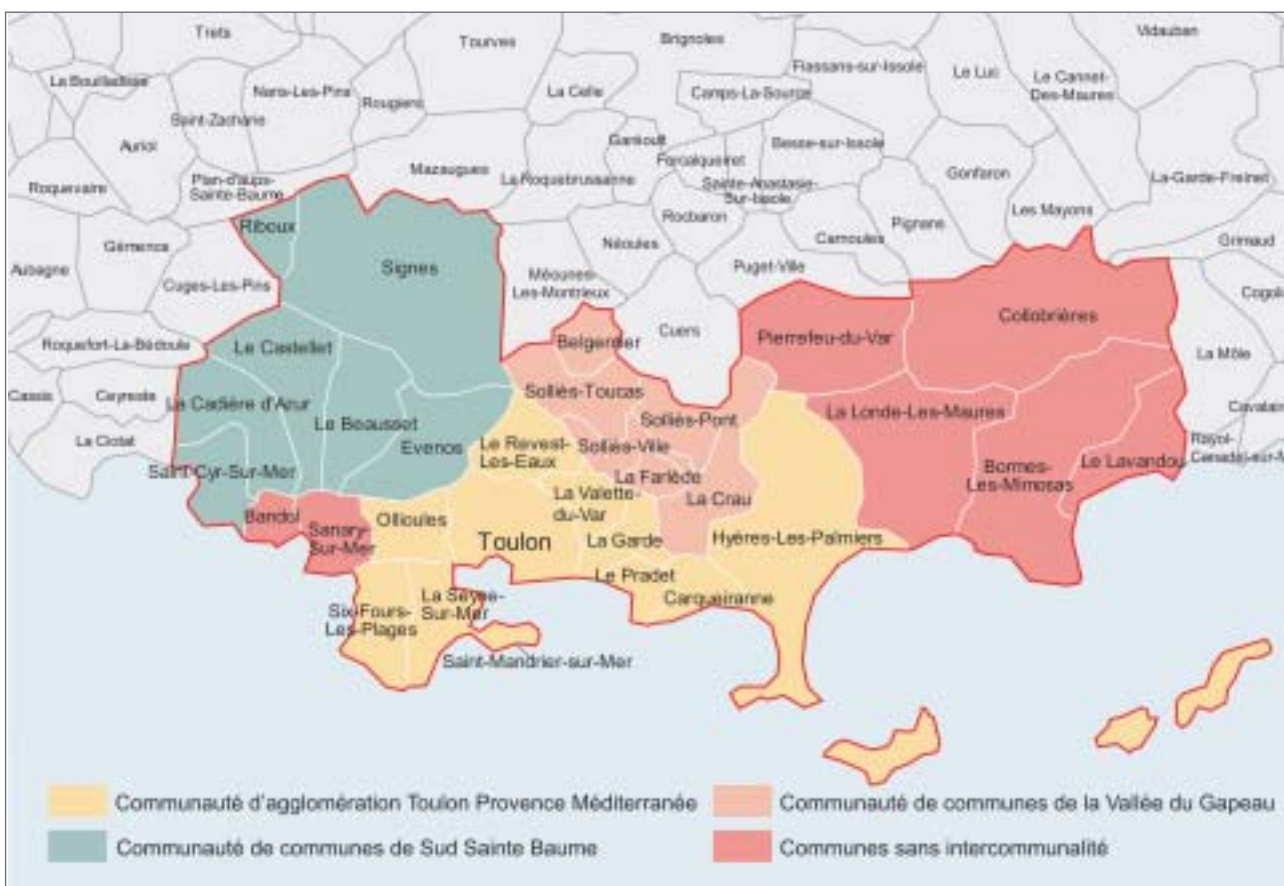 Trets
Tourves
Brignoles
Vidauban
La Bouilladisse
Nans-Les-Pins
Rougiers
La Celle
Camps-La-Source
Flassans-sur-Issole
Le Luc
Le Cannet-
Des-Maures
Saint-Zacharie
Auriol
Garéoult
Forcalqueiret
Besse-sur-Issole
Gonfaron
Roquevaire
Plan-d'aups-
Sainte-Baume
Mazaugues
La Roquebrussanne
Sainte-Anastasie-
Sur-Issole
La-Garde-Freinet
Riboux
Rocbaron
Pignans
Les Mayons
Gémenos
Néoules
Carnoules
Grimaud
Aubagne
Cuges-Les-Pins
Signes
Méounes-
Les-Montrieux
Puget-Ville
Cogoli
Cuers
Pierrefeu-du-Var
Collobrières
Roquefort-La-Bédoule
Le Castellet
Belgentier
La Môle
Cassis
Ceyreste
La Cadière d'Azur
Solliès-Toucas
Cavalair
La Ciotat
Le Beausset
Evenos
Solliès-Pont
La Londe-Les-Maures
Le Revest-
Les-Eaux
Solliès-Ville
Rayol-
Canadel-sur-M
Saint-Cyr-Sur-Mer
La Farlède
Bormes-
Les-Mimosas
Le Lavandou
La Valette-
du-Var
La Crau
Bandol
Sanary-
Sur-Mer
Ollioules
Toulon
La Garde
Hyères-Les-Palmiers
Le Pradet
Carqueiranne
Six-Fours-
Les-Plages
La Seyne-
Sur-Mer
Saint-Mandrier-sur-Mer
Communauté d'agglomération Toulon Provence Méditerranée
Communauté de communes de la Vallée du Gapeau
Communauté de communes de Sud Sainte Baume
Communes sans intercommunalité